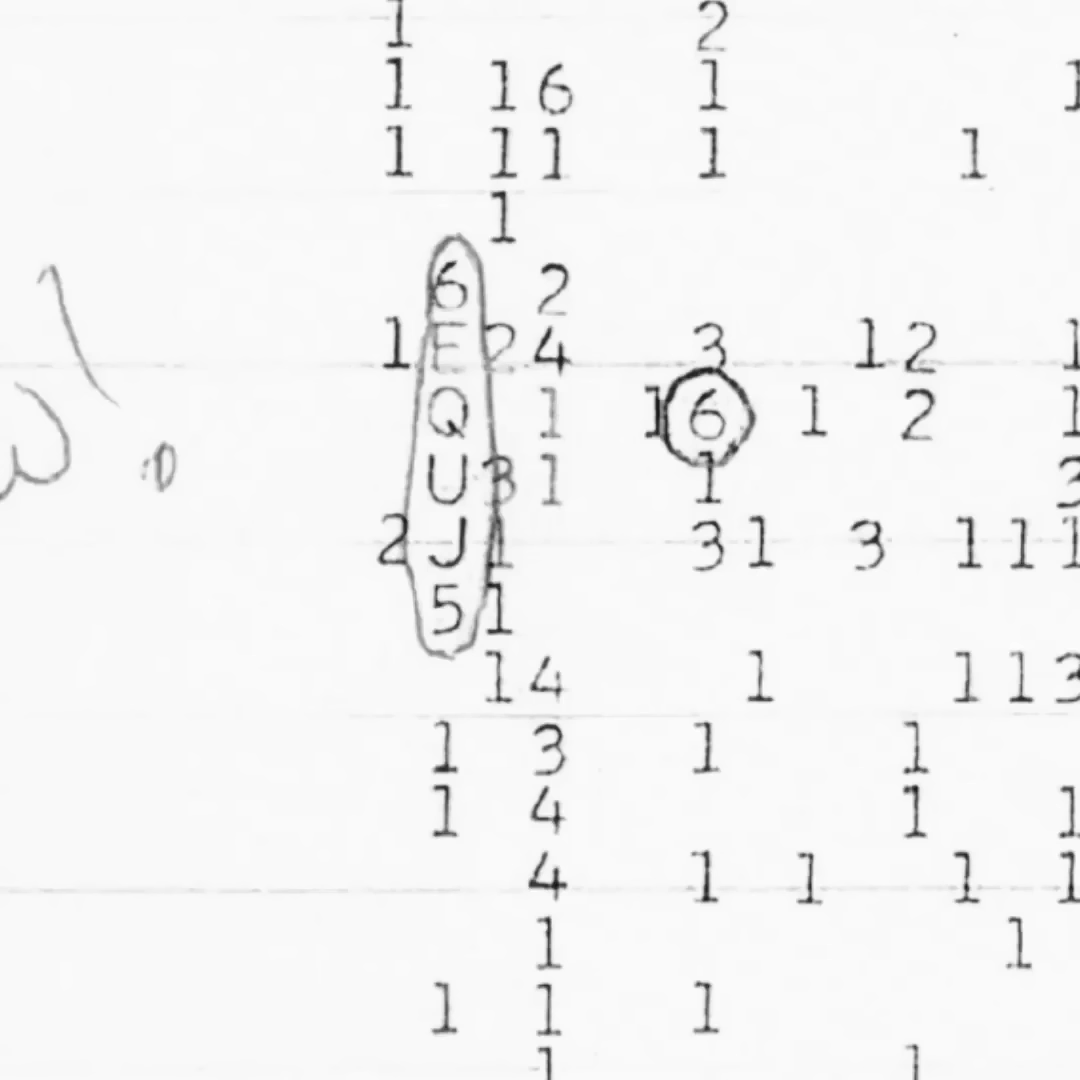 1 2
1 16 1 1
1 11 1 1
1
6 2
1E24 3 12 1
Q 1 16 1 2 1
U31 1 3
w!
2J1 31 3 111
51
14 1 113
1 3 1 1
1 4 1 1
4 1 1 1 1
1 1
1 1 1
1 1